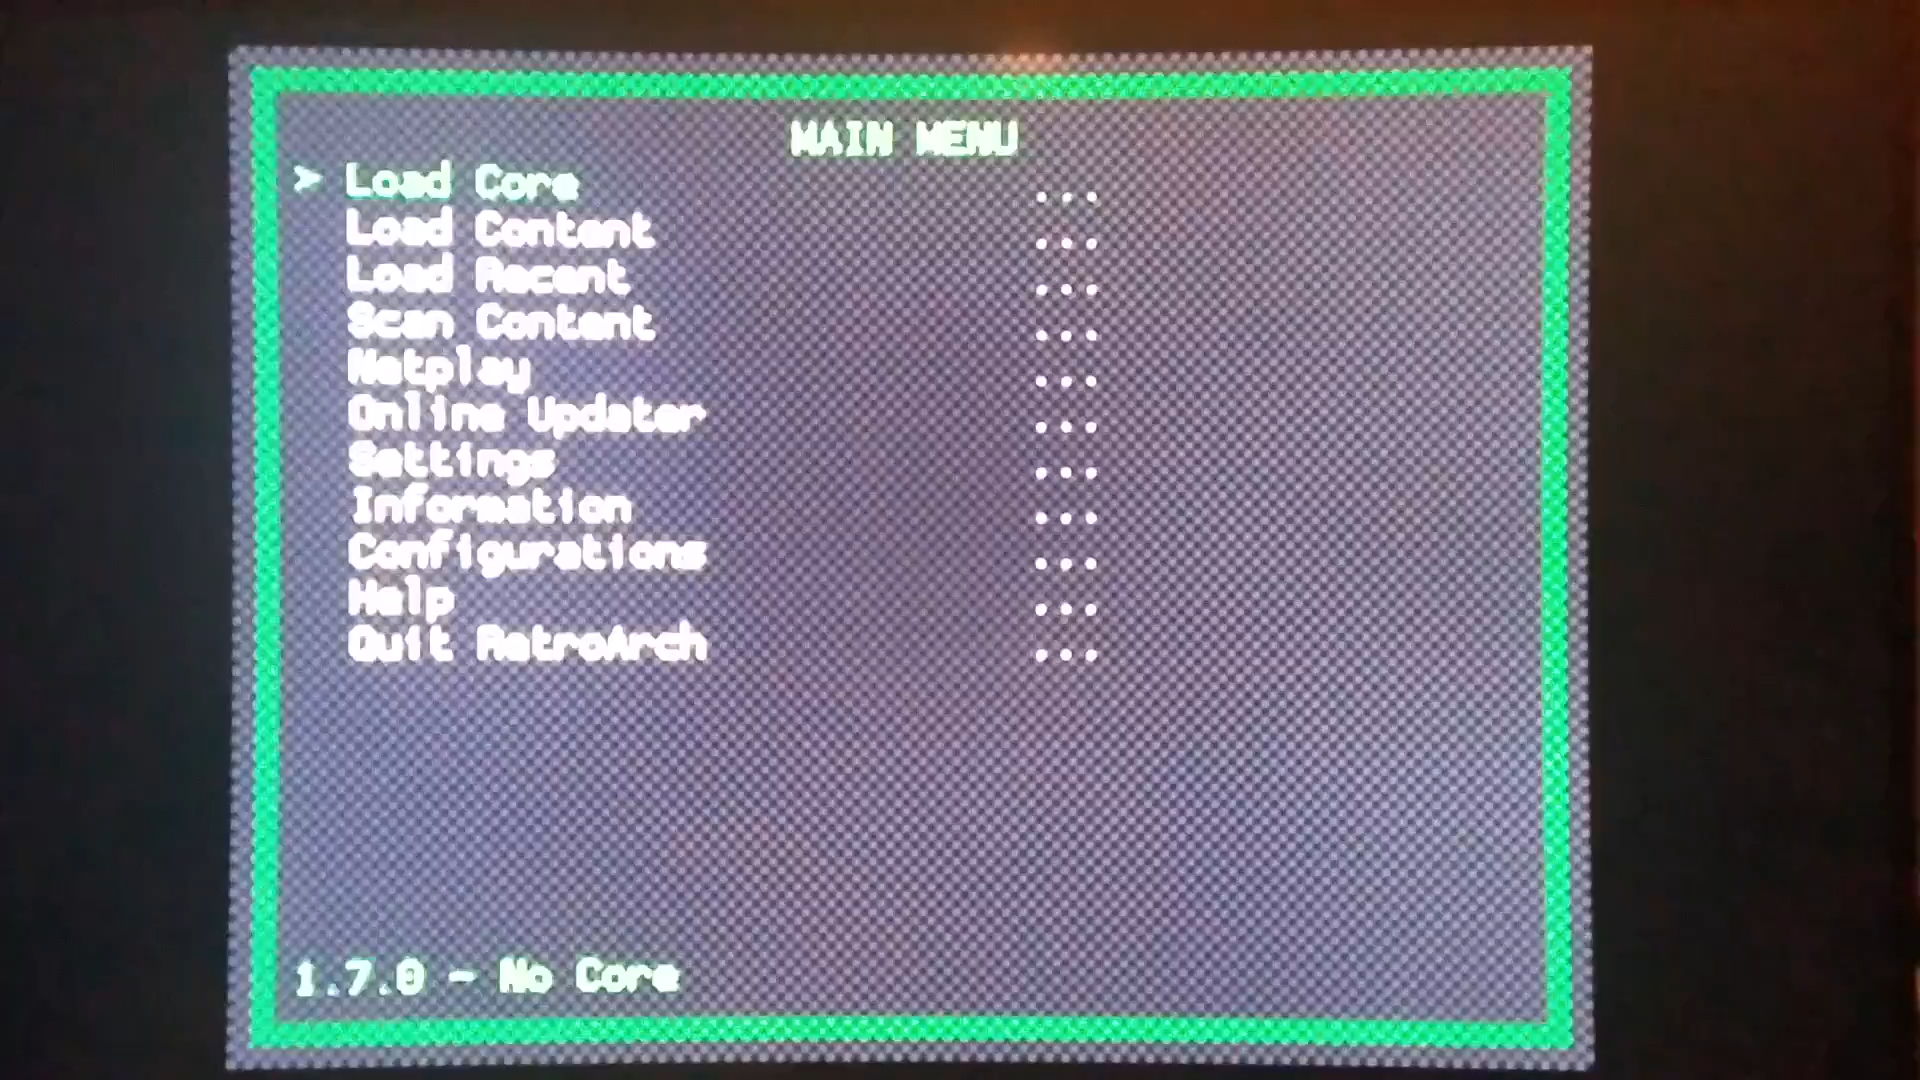 MAIN MENU
> Load Core ...
Load Content ...
Load Recent ...
Scan Content ...
Netplay ...
Online Updater ...
Settings ...
Information ...
Configurations ...
Help ...
Quit RetroArch ...
1.7.0 - No Core